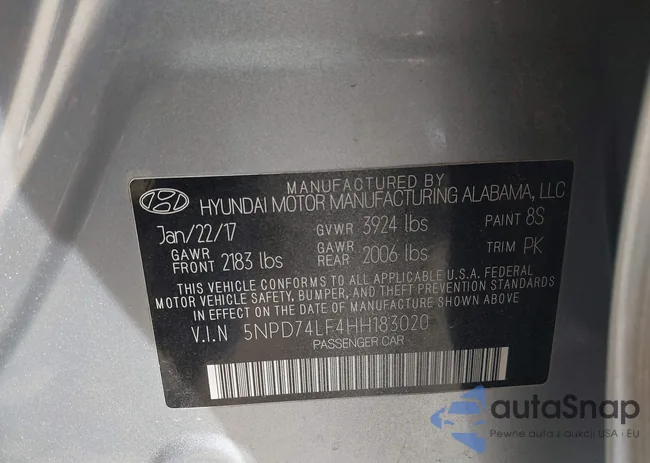 MANUFACTURED BY
HYUNDAI MOTOR MANUFACTURING ALABAMA, LLC
Jan/22/17 GVWR 3924 lbs PAINT 8S
GAWR FRONT 2183 lbs GAWR REAR 2006 lbs TRIM PK
THIS VEHICLE CONFORMS TO ALL APPLICABLE U.S.A. FEDERAL
MOTOR VEHICLE SAFETY, BUMPER, AND THEFT PREVENTION STANDARDS
IN EFFECT ON THE DATE OF MANUFACTURE SHOWN ABOVE.
V.I.N 5NPD74LF4HH183020
PASSENGER CAR
autaSnap
Pewne auta z aukcji USA i EU